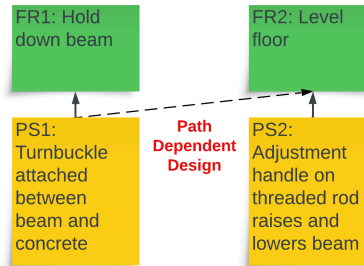 FR1: Hold
down beam
FR2: Level
floor
PS1:
Turnbuckle
attached
between
beam and
concrete
Path
Dependent
Design
PS2:
Adjustment
handle on
threaded rod
raises and
lowers beam